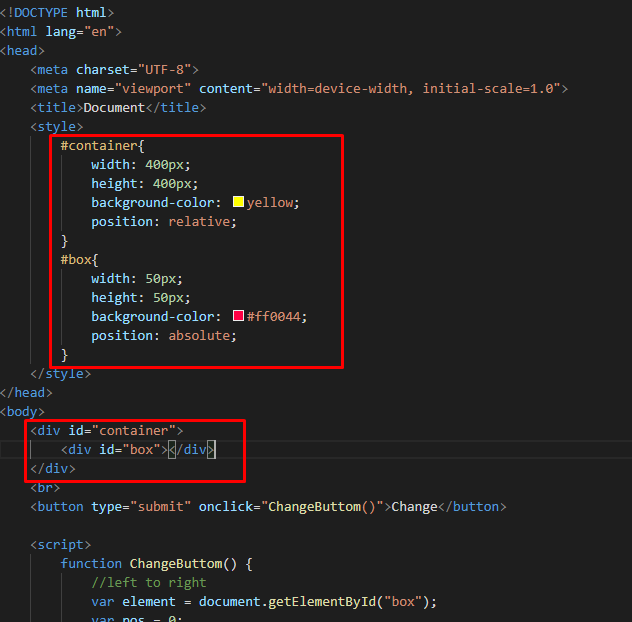 <!DOCTYPE html>
<html lang="en">
<head>
    <meta charset="UTF-8">
    <meta name="viewport" content="width=device-width, initial-scale=1.0">
    <title>Document</title>
    <style>
        #container{
            width: 400px;
            height: 400px;
            background-color: yellow;
            position: relative;
        }
        #box{
            width: 50px;
            height: 50px;
            background-color: #ff0044;
            position: absolute;
        }
    </style>
</head>
<body>
    <div id="container">
        <div id="box"></div>
    </div>
    <br>
    <button type="submit" onclick="ChangeButtom()">Change</button>
    <script>
        function ChangeButtom() {
            //left to right
            var element = document.getElementById("box");
            var pos = 0;